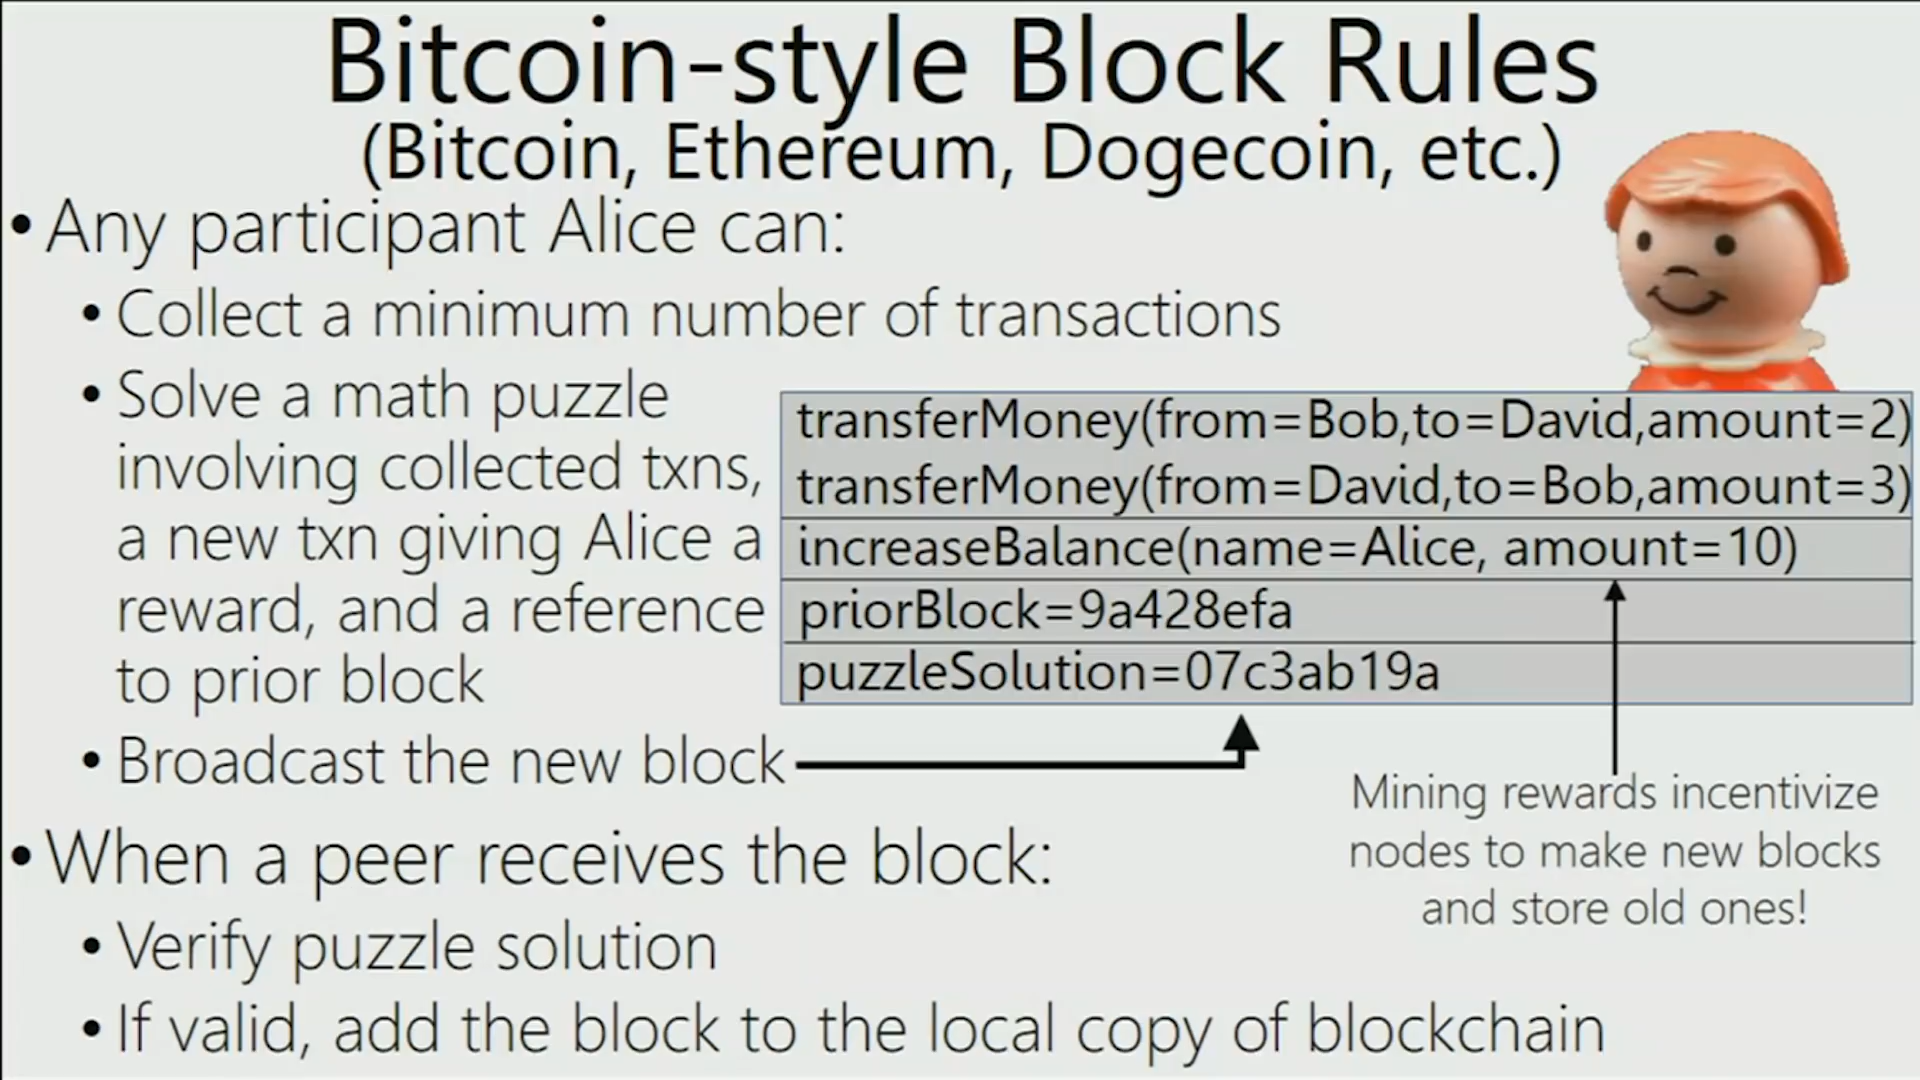 Bitcoin-style Block Rules
(Bitcoin, Ethereum, Dogecoin, etc.)
• Any participant Alice can:
• Collect a minimum number of transactions
• Solve a math puzzle
involving collected txns,
a new txn giving Alice a
reward, and a reference
to prior block
transferMoney(from=Bob,to=David,amount=2)
transferMoney(from=David,to=Bob,amount=3)
increaseBalance(name=Alice, amount=10)
priorBlock=9a428efa
puzzleSolution=07c3ab19a
• Broadcast the new block
Mining rewards incentivize
nodes to make new blocks
and store old ones!
• When a peer receives the block:
• Verify puzzle solution
• If valid, add the block to the local copy of blockchain